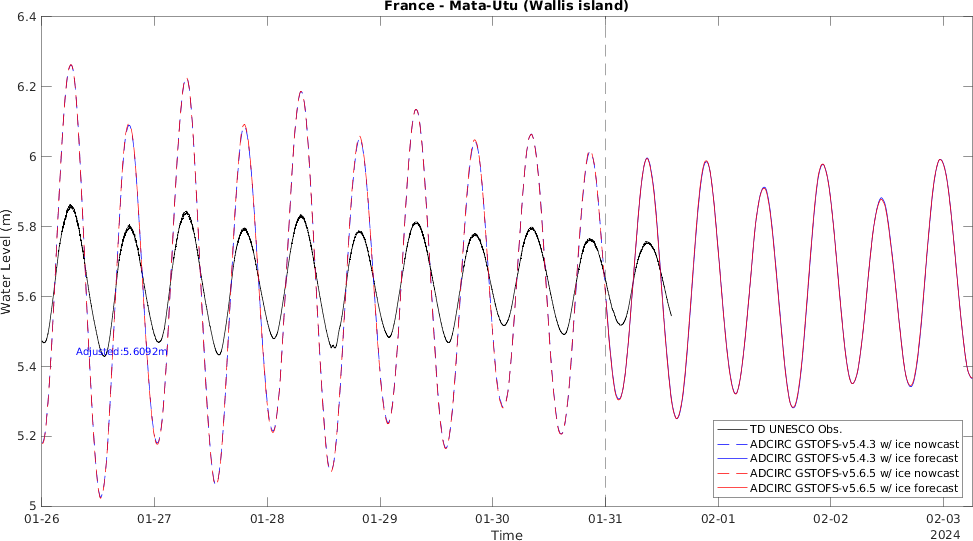 France - Mata-Utu (Wallis island)
6.4
6.2
6
5.8
5.6
5.4
5.2
5
Water Level (m)
Adjusted:5.6092m
TD UNESCO Obs.
ADCIRC GSTOFS-v5.4.3 w/ ice nowcast
ADCIRC GSTOFS-v5.4.3 w/ ice forecast
ADCIRC GSTOFS-v5.6.5 w/ ice nowcast
ADCIRC GSTOFS-v5.6.5 w/ ice forecast
01-26 01-27 01-28 01-29 01-30 01-31 02-01 02-02 02-03
Time
2024